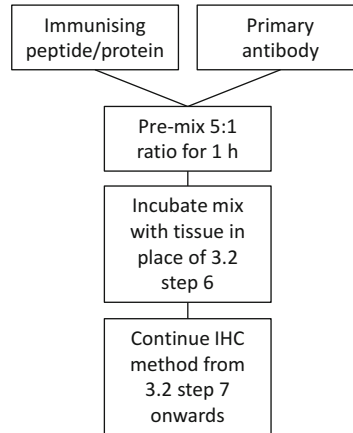 Immunising
peptide/protein
Primary
antibody
Pre-mix 5:1
ratio for 1 h
Incubate mix
with tissue in
place of 3.2
step 6
Continue IHC
method from
3.2 step 7
onwards